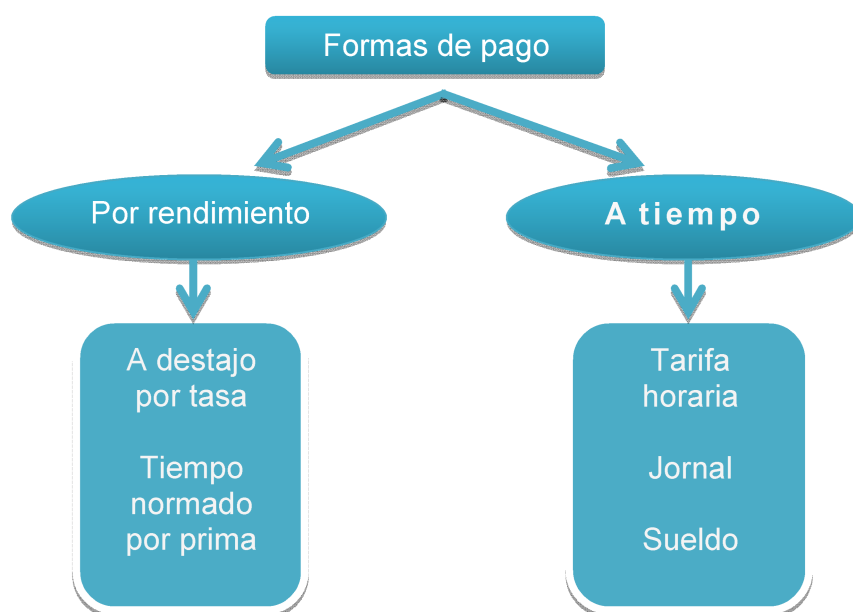 Formas de pago
Por rendimiento
A tiempo
A destajo
por tasa
Tiempo
normado
por prima
Tarifa
horaria
Jornal
Sueldo